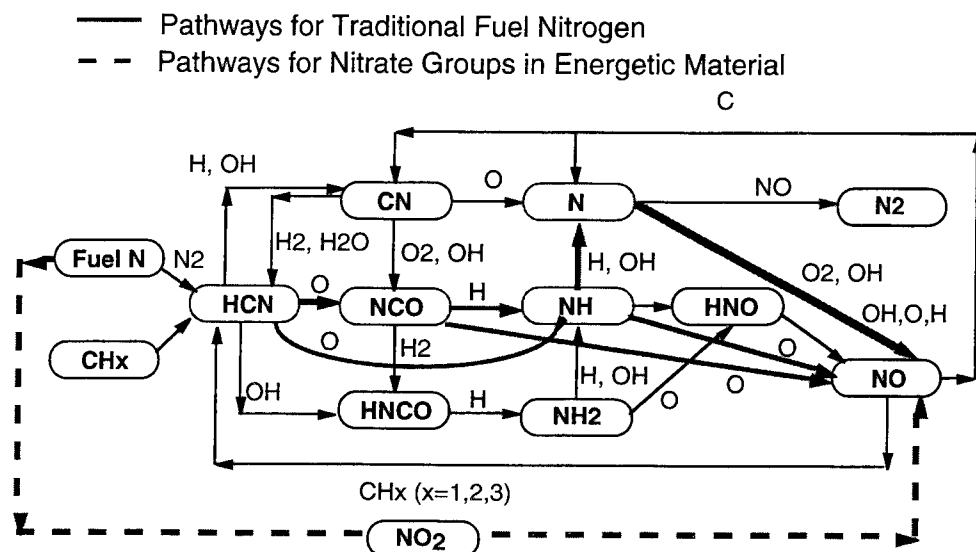 Pathways for Traditional Fuel Nitrogen
Pathways for Nitrate Groups in Energetic Material
C
H, OH
O
NO
CN
N
N2
Fuel N
N2
H2, H2O
O2, OH
H, OH
O2, OH
HCN
O
NCO
H
NH
HNO
OH,O,H
CHx
O
H2
O
NO
OH
H, OH
O
HNCO
H
NH2
O
CHx (x=1,2,3)
NO2